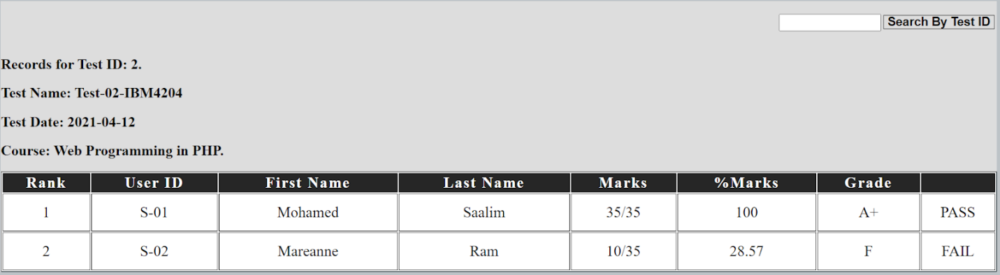 Search By Test ID
Records for Test ID: 2.
Test Name: Test-02-IBM4204
Test Date: 2021-04-12
Course: Web Programming in PHP.
Rank User ID First Name Last Name Marks %Marks Grade
1 S-01 Mohamed Saalim 35/35 100 A+ PASS
2 S-02 Mareanne Ram 10/35 28.57 F FAIL